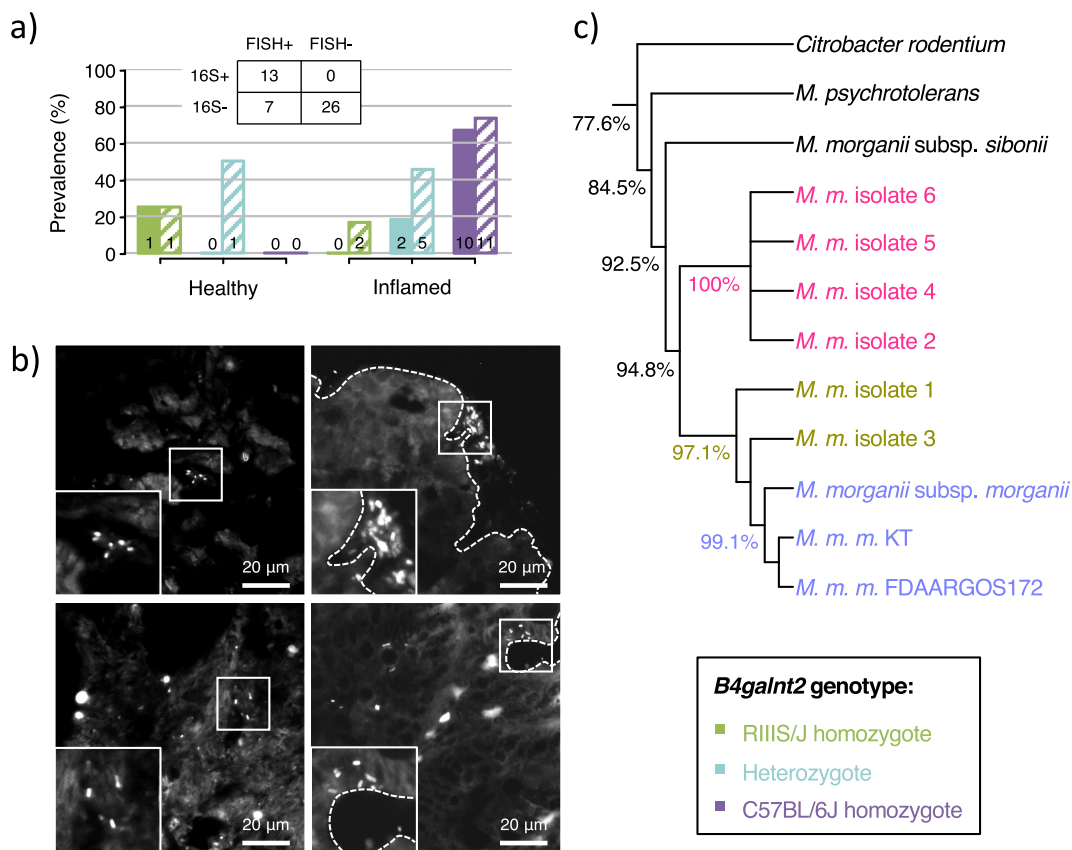 a)
FISH+ FISH-
16S+ 13 0
16S- 7 26
Prevalence (%)
100
80
60
40
20
0
1 1 0 1 0 0 0 2 2 5 10 11
Healthy Inflamed
b)
20 µm
20 µm
20 µm
20 µm
c)
Citrobacter rodentium
M. psychrotolerans
77.6%
M. morganii subsp. sibonii
84.5%
M. m. isolate 6
M. m. isolate 5
92.5%
100%
M. m. isolate 4
M. m. isolate 2
94.8%
M. m. isolate 1
M. m. isolate 3
97.1%
M. morganii subsp. morganii
M. m. m. KT
99.1%
M. m. m. FDAARGOS172
B4galnt2 genotype:
RIIIS/J homozygote
Heterozygote
C57BL/6J homozygote